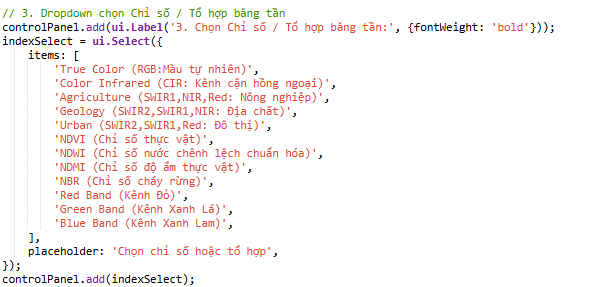 // 3. Dropdown chọn Chỉ số / Tổ hợp băng tần
controlPanel.add(ui.Label('3. Chọn Chỉ số / Tổ hợp băng tần:', {fontWeight: 'bold'}));
indexSelect = ui.Select({
items: [
'True Color (RGB:Màu tự nhiên)',
'Color Infrared (CIR: Kênh cận hồng ngoại)',
'Agriculture (SWIR1,NIR,Red: Nông nghiệp)',
'Geology (SWIR2,SWIR1,NIR: Địa chất)',
'Urban (SWIR2,SWIR1,Red: Đô thị)',
'NDVI (Chỉ số thực vật)',
'NDWI (Chỉ số nước chênh lệch chuẩn hóa)',
'NDMI (Chỉ số độ ẩm thực vật)',
'NBR (Chỉ số cháy rừng)',
'Red Band (Kênh Đỏ)',
'Green Band (Kênh Xanh Lá)',
'Blue Band (Kênh Xanh Lam)',
],
placeholder: 'Chọn chỉ số hoặc tổ hợp',
});
controlPanel.add(indexSelect);